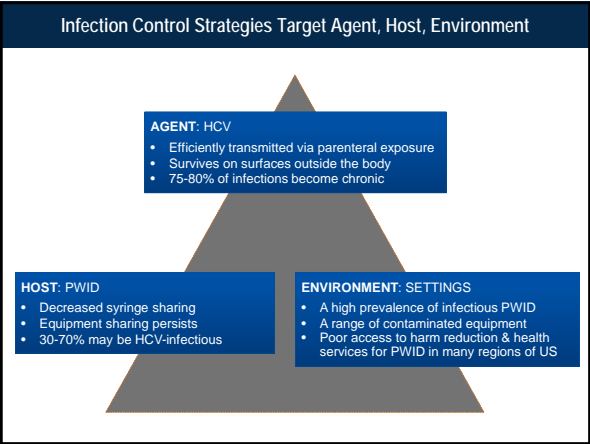 Infection Control Strategies Target Agent, Host, Environment
AGENT: HCV
• Efficiently transmitted via parenteral exposure
• Survives on surfaces outside the body
• 75-80% of infections become chronic
HOST: PWID
• Decreased syringe sharing
• Equipment sharing persists
• 30-70% may be HCV-infectious
ENVIRONMENT: SETTINGS
• A high prevalence of infectious PWID
• A range of contaminated equipment
• Poor access to harm reduction & health
services for PWID in many regions of US